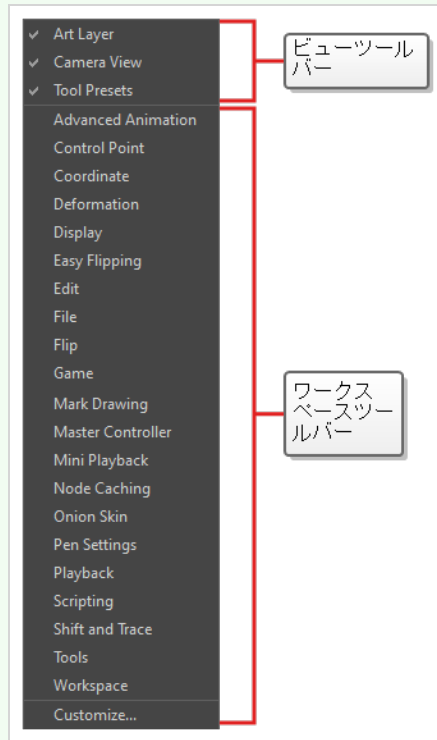 Art Layer
Camera View
Tool Presets
Advanced Animation
Control Point
Coordinate
Deformation
Display
Easy Flipping
Edit
File
Flip
Game
Mark Drawing
Master Controller
Mini Playback
Node Caching
Onion Skin
Pen Settings
Playback
Scripting
Shift and Trace
Tools
Workspace
Customize...
ビューツール
バー
ワークス
ペースツー
ルバー